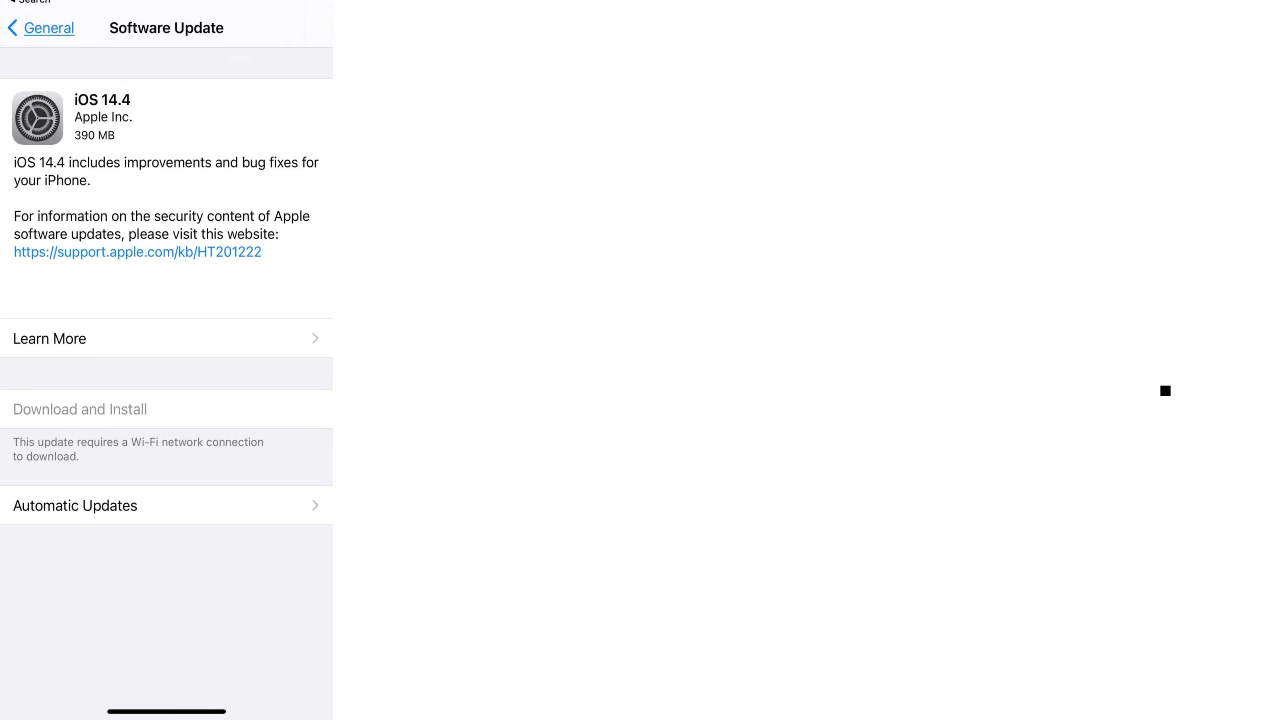 Search
General
Software Update
iOS 14.4
Apple Inc.
390 MB
iOS 14.4 includes improvements and bug fixes for
your iPhone.
For information on the security content of Apple
software updates, please visit this website:
https://support.apple.com/kb/HT201222
Learn More
Download and Install
This update requires a Wi-Fi network connection
to download.
Automatic Updates